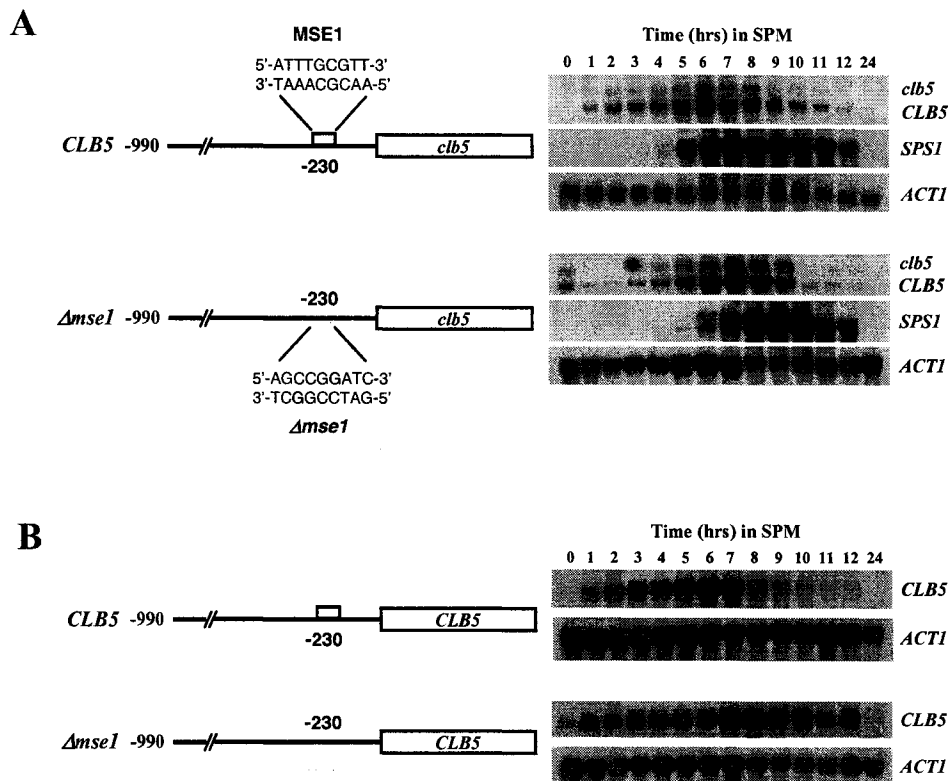 A
MSE1
5'-ATTTGCGTT-3'
3'-TAAACGCAA-5'
CLB5 -990
-230
clb5
Time (hrs) in SPM
0 1 2 3 4 5 6 7 8 9 10 11 12 24
clb5
CLB5
SPS1
ACT1
Δmse1 -990
-230
clb5
5'-AGCCGGATC-3'
3'-TCGGCCTAG-5'
Δmse1
clb5
CLB5
SPS1
ACT1
B
Time (hrs) in SPM
0 1 2 3 4 5 6 7 8 9 10 11 12 24
CLB5 -990
-230
CLB5
CLB5
ACT1
Δmse1 -990
-230
CLB5
CLB5
ACT1